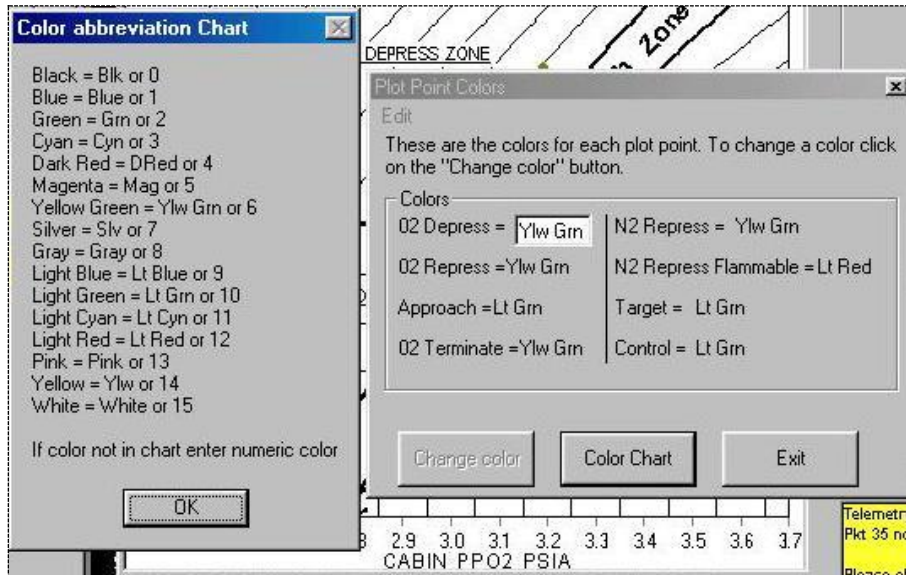 Color abbreviation Chart
Black = Blk or 0
Blue = Blue or 1
Green = Grn or 2
Cyan = Cyn or 3
Dark Red = DRed or 4
Magenta = Mag or 5
Yellow Green = Ylw Grn or 6
Silver = Slv or 7
Gray = Gray or 8
Light Blue = Lt Blue or 9
Light Green = Lt Grn or 10
Light Cyan = Lt Cyn or 11
Light Red = Lt Red or 12
Pink = Pink or 13
Yellow = Ylw or 14
White = White or 15
If color not in chart enter numeric color
OK
DEPRESS ZONE
Zone
Plot Point Colors
Edit
These are the colors for each plot point. To change a color click
on the "Change color" button.
Colors
02 Depress = Ylw Grn
N2 Repress = Ylw Grn
02 Repress =Ylw Grn
N2 Repress Flammable =Lt Red
Approach =Lt Grn
Target = Lt Grn
02 Terminate =Ylw Grn
Control = Lt Grn
Change color
Color Chart
Exit
2.9 3.0 3.1 3.2 3.3 3.4 3.5 3.6 3.7
CABIN PPO2 PSIA
Pkt 35